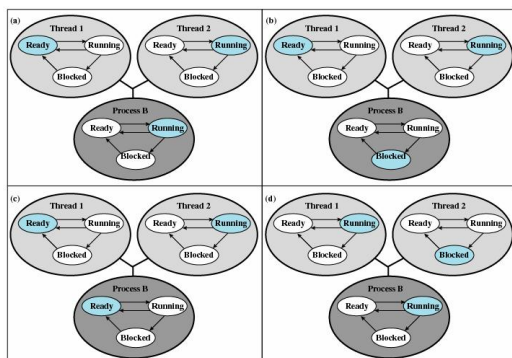 (a)
Thread 1
Ready
Running
Blocked
Thread 2
Ready
Running
Blocked
Process B
Ready
Running
Blocked
(b)
Thread 1
Ready
Running
Blocked
Thread 2
Ready
Running
Blocked
Process B
Ready
Running
Blocked
(c)
Thread 1
Ready
Running
Blocked
Thread 2
Ready
Running
Blocked
Process B
Ready
Running
Blocked
(d)
Thread 1
Ready
Running
Blocked
Thread 2
Ready
Running
Blocked
Process B
Ready
Running
Blocked